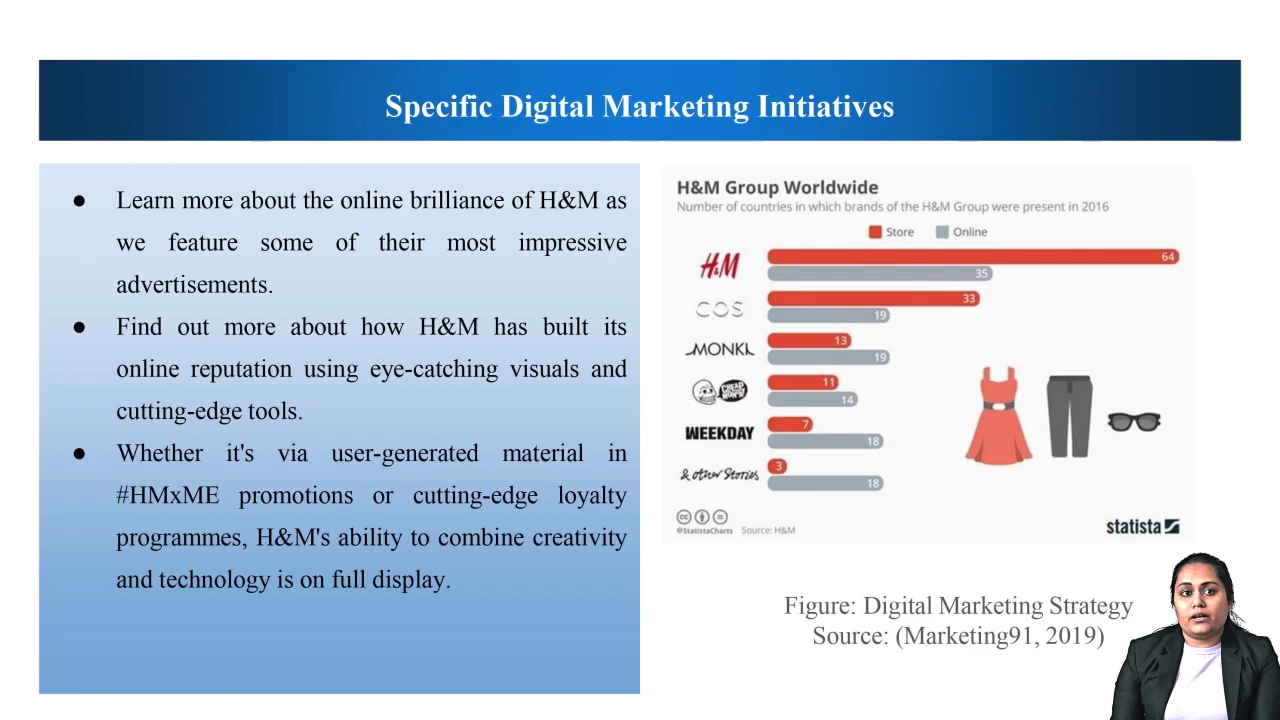 Specific Digital Marketing Initiatives
● Learn more about the online brilliance of H&M as
we feature some of their most impressive
advertisements.
● Find out more about how H&M has built its
online reputation using eye-catching visuals and
cutting-edge tools.
● Whether it's via user-generated material in
#HMxME promotions or cutting-edge loyalty
programmes, H&M's ability to combine creativity
and technology is on full display.
H&M Group Worldwide
Number of countries in which brands of the H&M Group were present in 2016
Store Online
H&M 64
35
COS 33
19
MONKI 13
19
CHEAP MONDAY 11
14
WEEKDAY 7
18
& other Stories 3
18
@StatistaCharts Source: H&M
statista
Figure: Digital Marketing Strategy
Source: (Marketing91, 2019)